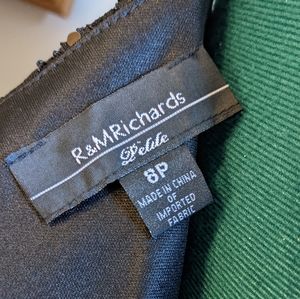 R&MRichards
Petite
8P
MADE IN CHINA
OF
IMPORTED
FABRIC